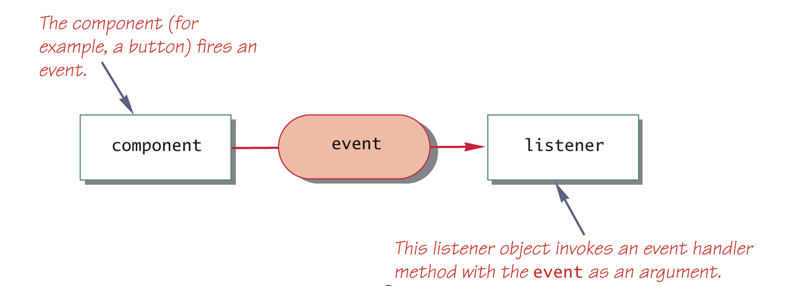 The component (for
example, a button) fires an
event.
component
event
listener
This listener object invokes an event handler
method with the event as an argument.